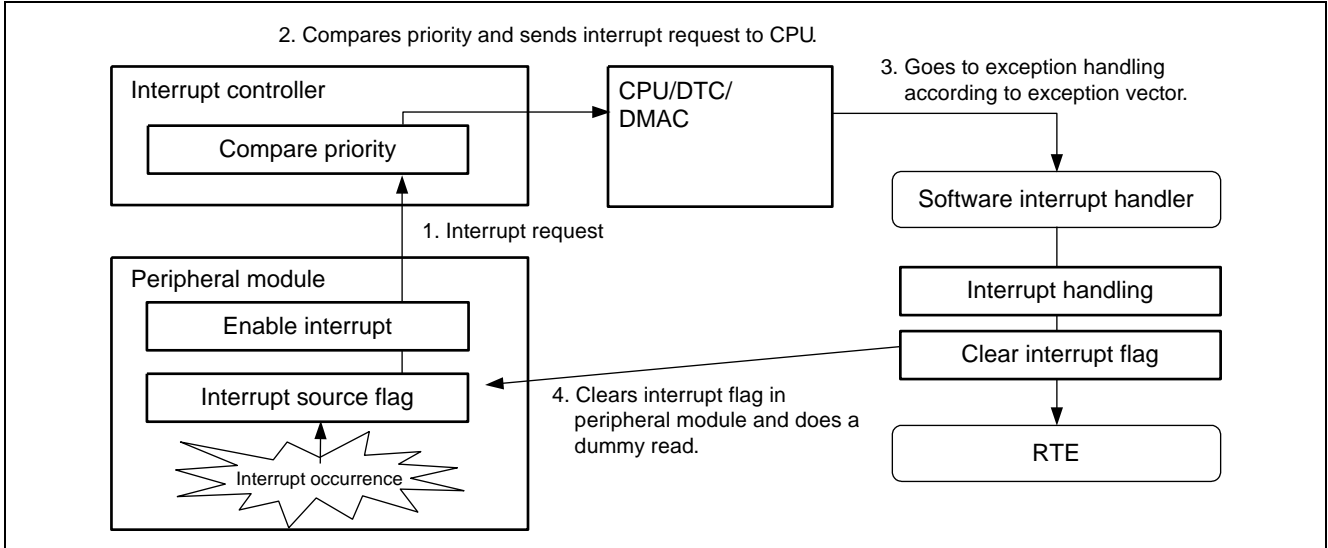 2. Compares priority and sends interrupt request to CPU.
Interrupt controller
Compare priority
CPU/DTC/
DMAC
3. Goes to exception handling
according to exception vector.
Software interrupt handler
1. Interrupt request
Peripheral module
Enable interrupt
Interrupt source flag
Interrupt occurrence
Interrupt handling
Clear interrupt flag
4. Clears interrupt flag in
peripheral module and does a
dummy read.
RTE